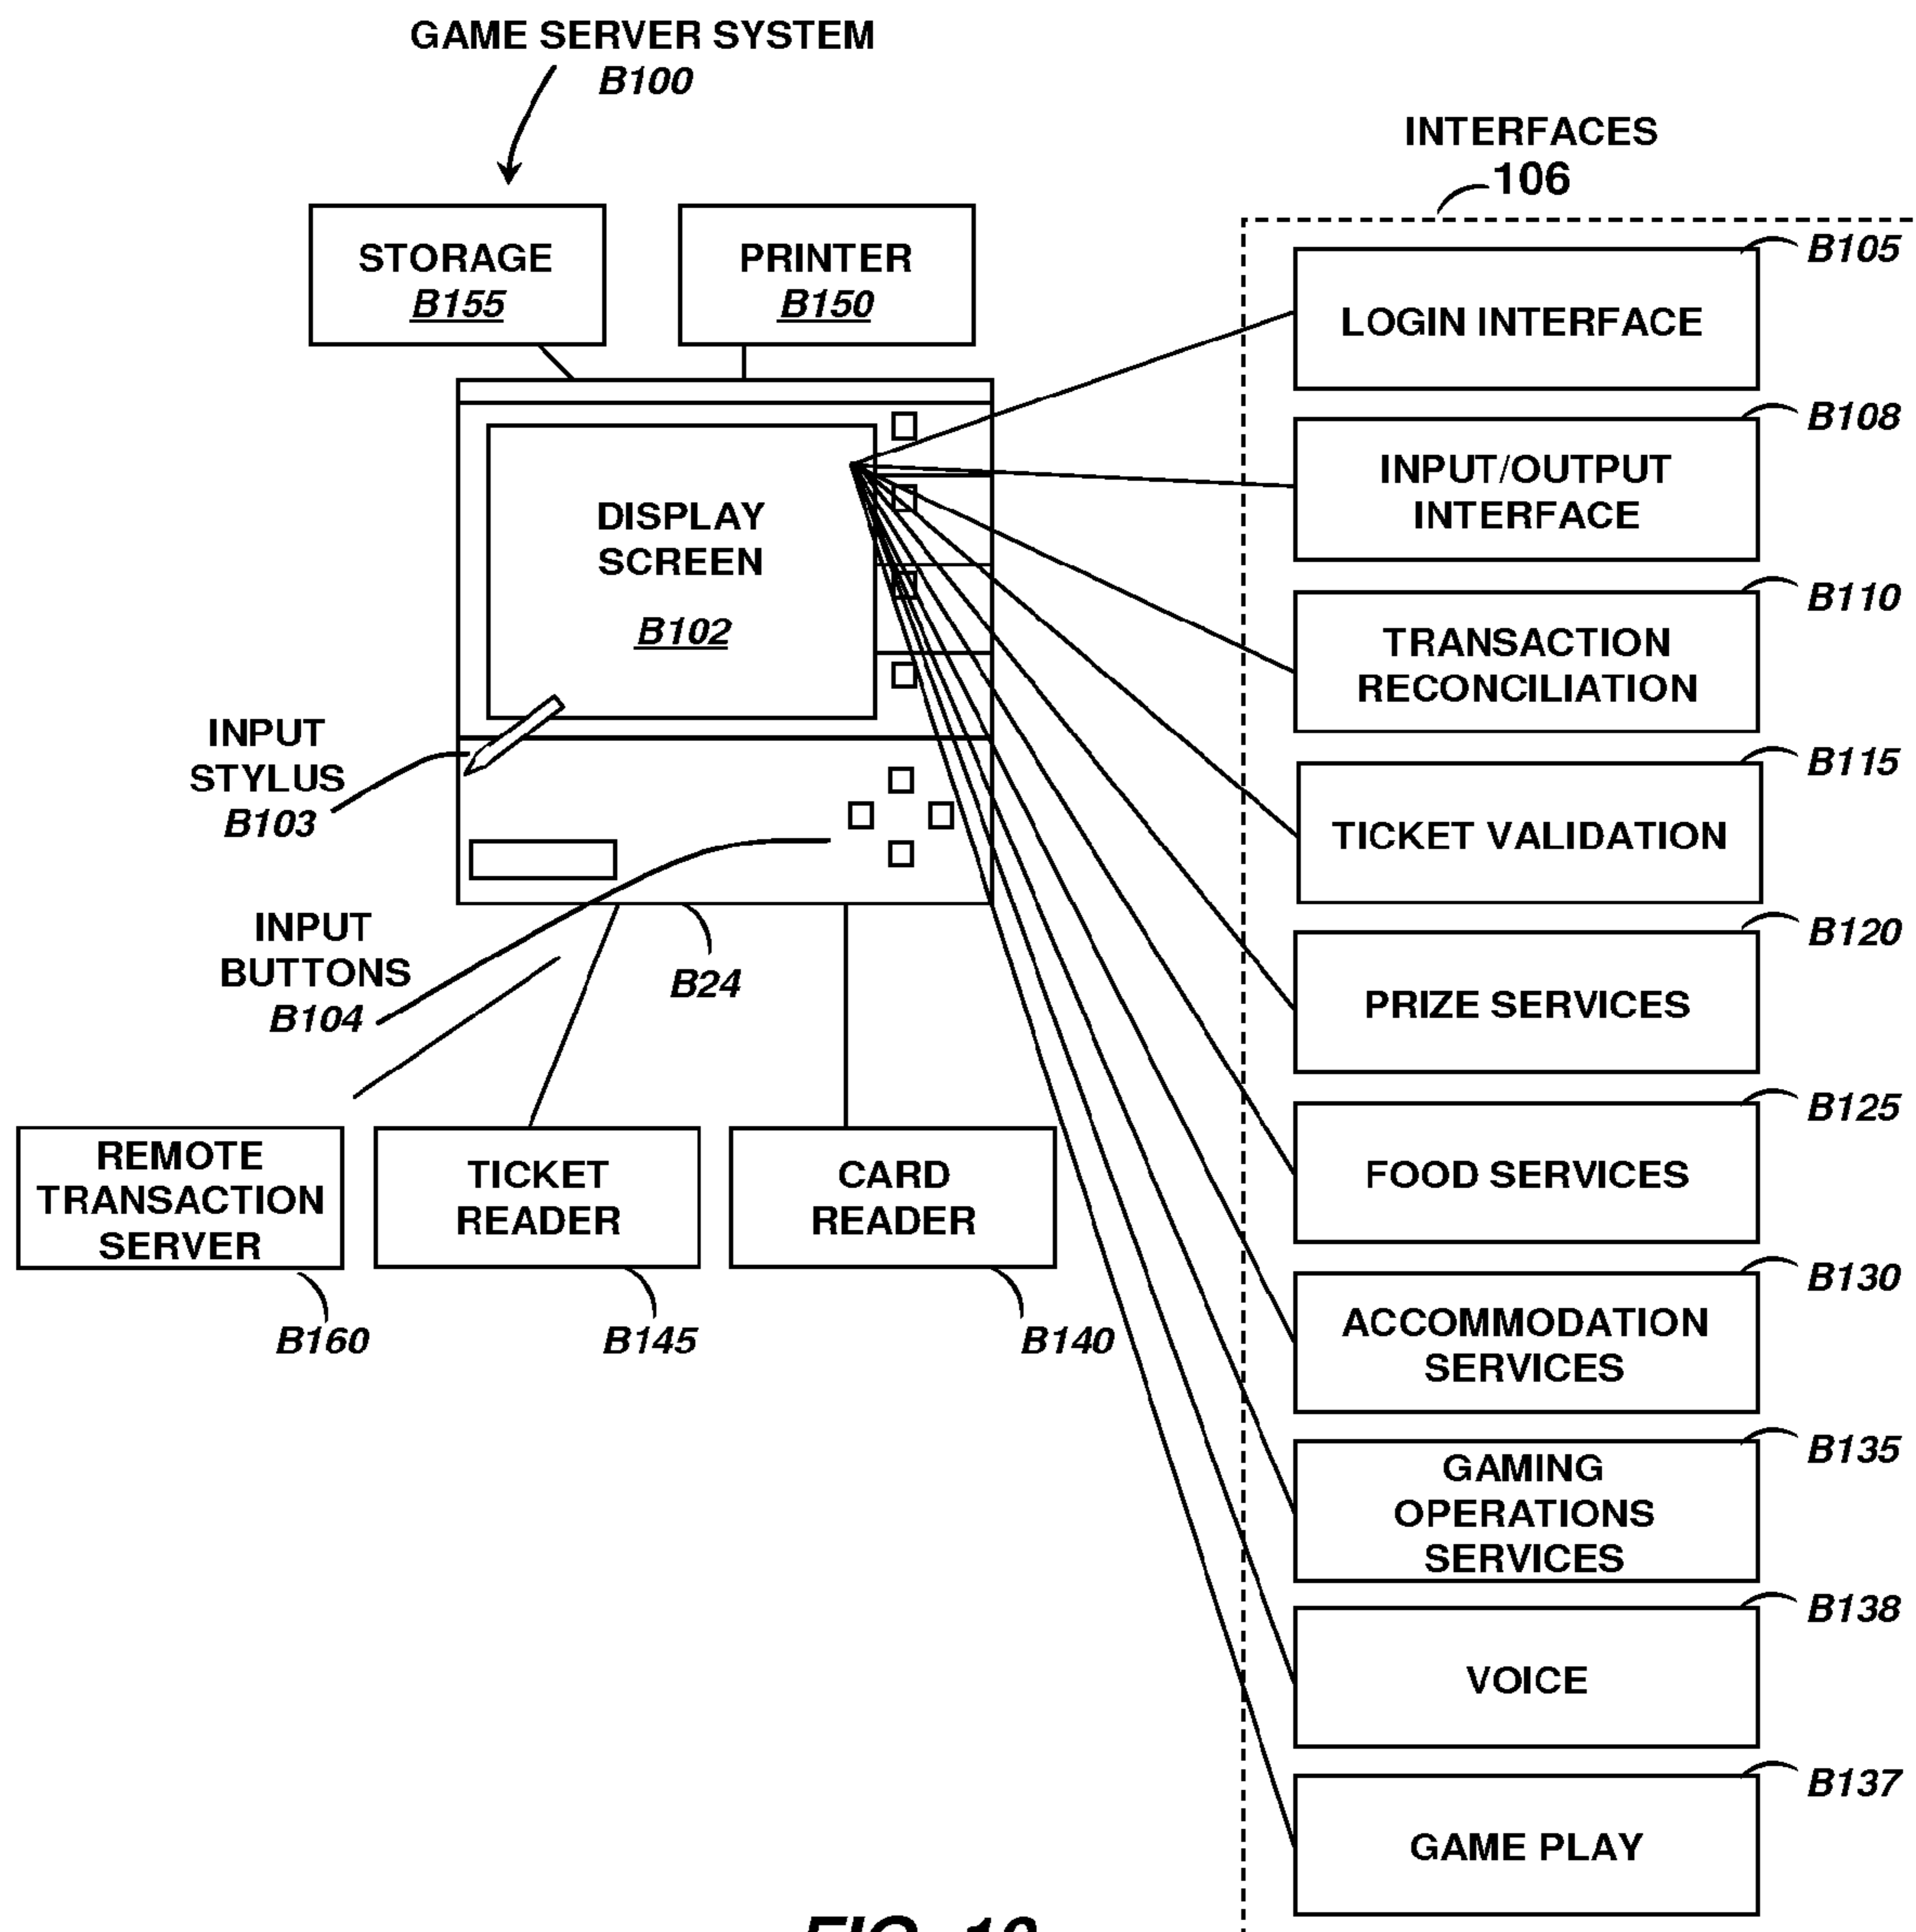 GAME SERVER SYSTEM
B100
INTERFACES
106
STORAGE
B155
PRINTER
B150
B105
LOGIN INTERFACE
B108
INPUT/OUTPUT
INTERFACE
DISPLAY
SCREEN
B102
B110
TRANSACTION
RECONCILIATION
INPUT
STYLUS
B103
B115
TICKET VALIDATION
INPUT
BUTTONS
B104
B24
B120
PRIZE SERVICES
B125
FOOD SERVICES
REMOTE
TRANSACTION
SERVER
B160
TICKET
READER
B145
CARD
READER
B140
B130
ACCOMMODATION
SERVICES
B135
GAMING
OPERATIONS
SERVICES
B138
VOICE
B137
GAME PLAY